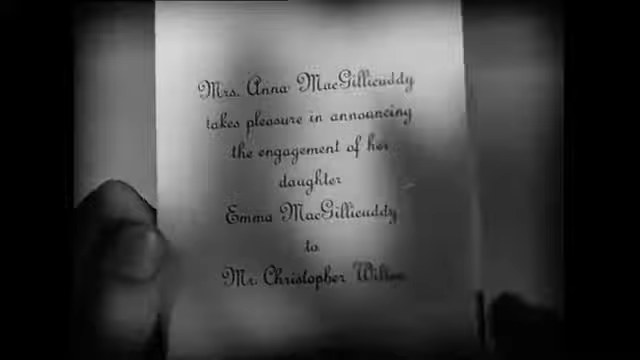 Mrs. Anna MacGillicuddy
takes pleasure in announcing
the engagement of her
daughter
Emma MacGillicuddy
to
Mr. Christopher